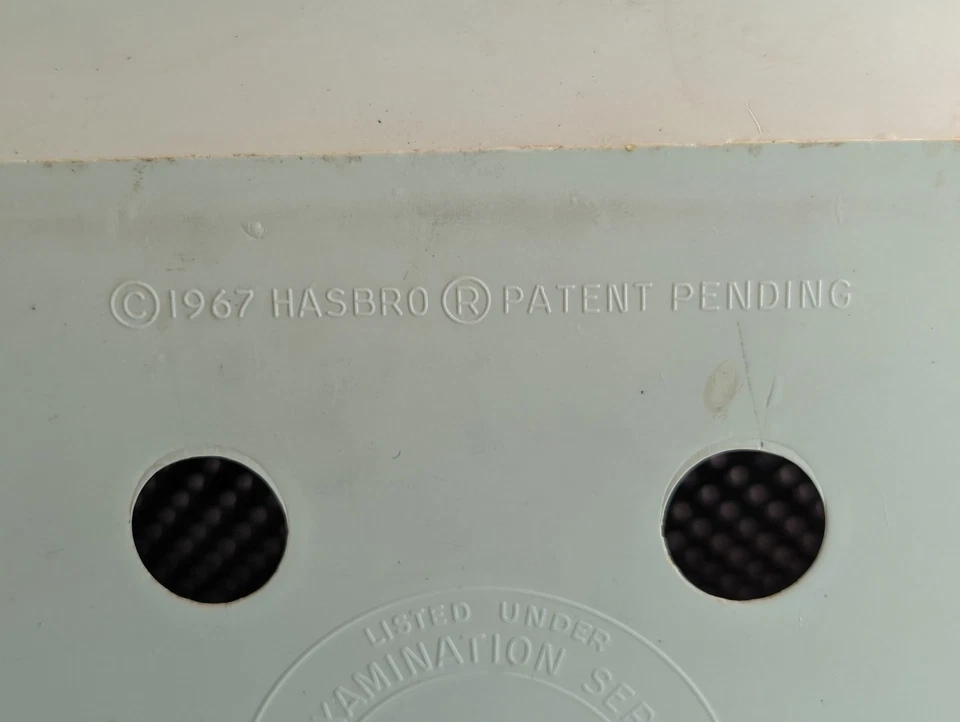 ©1967 HASBRO ® PATENT PENDING
LISTED UNDER